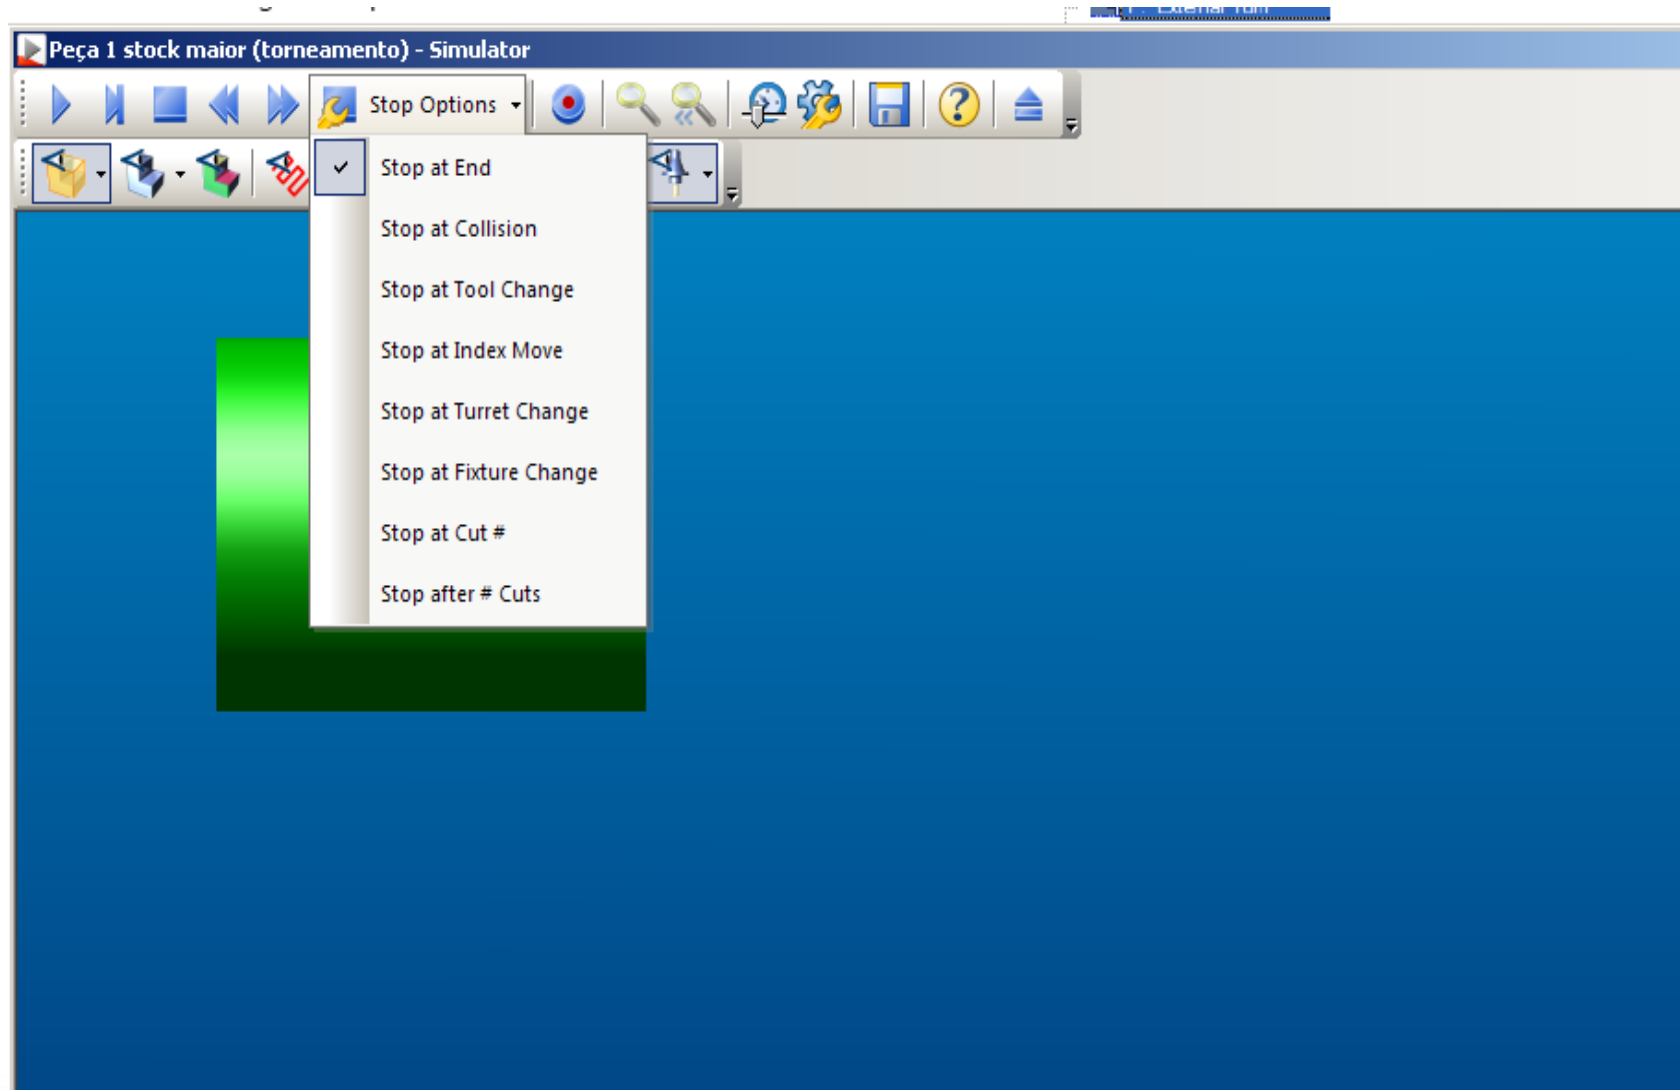 Peça 1 stock maior (torneamento) - Simulator
Stop Options
Stop at End
Stop at Collision
Stop at Tool Change
Stop at Index Move
Stop at Turret Change
Stop at Fixture Change
Stop at Cut #
Stop after # Cuts